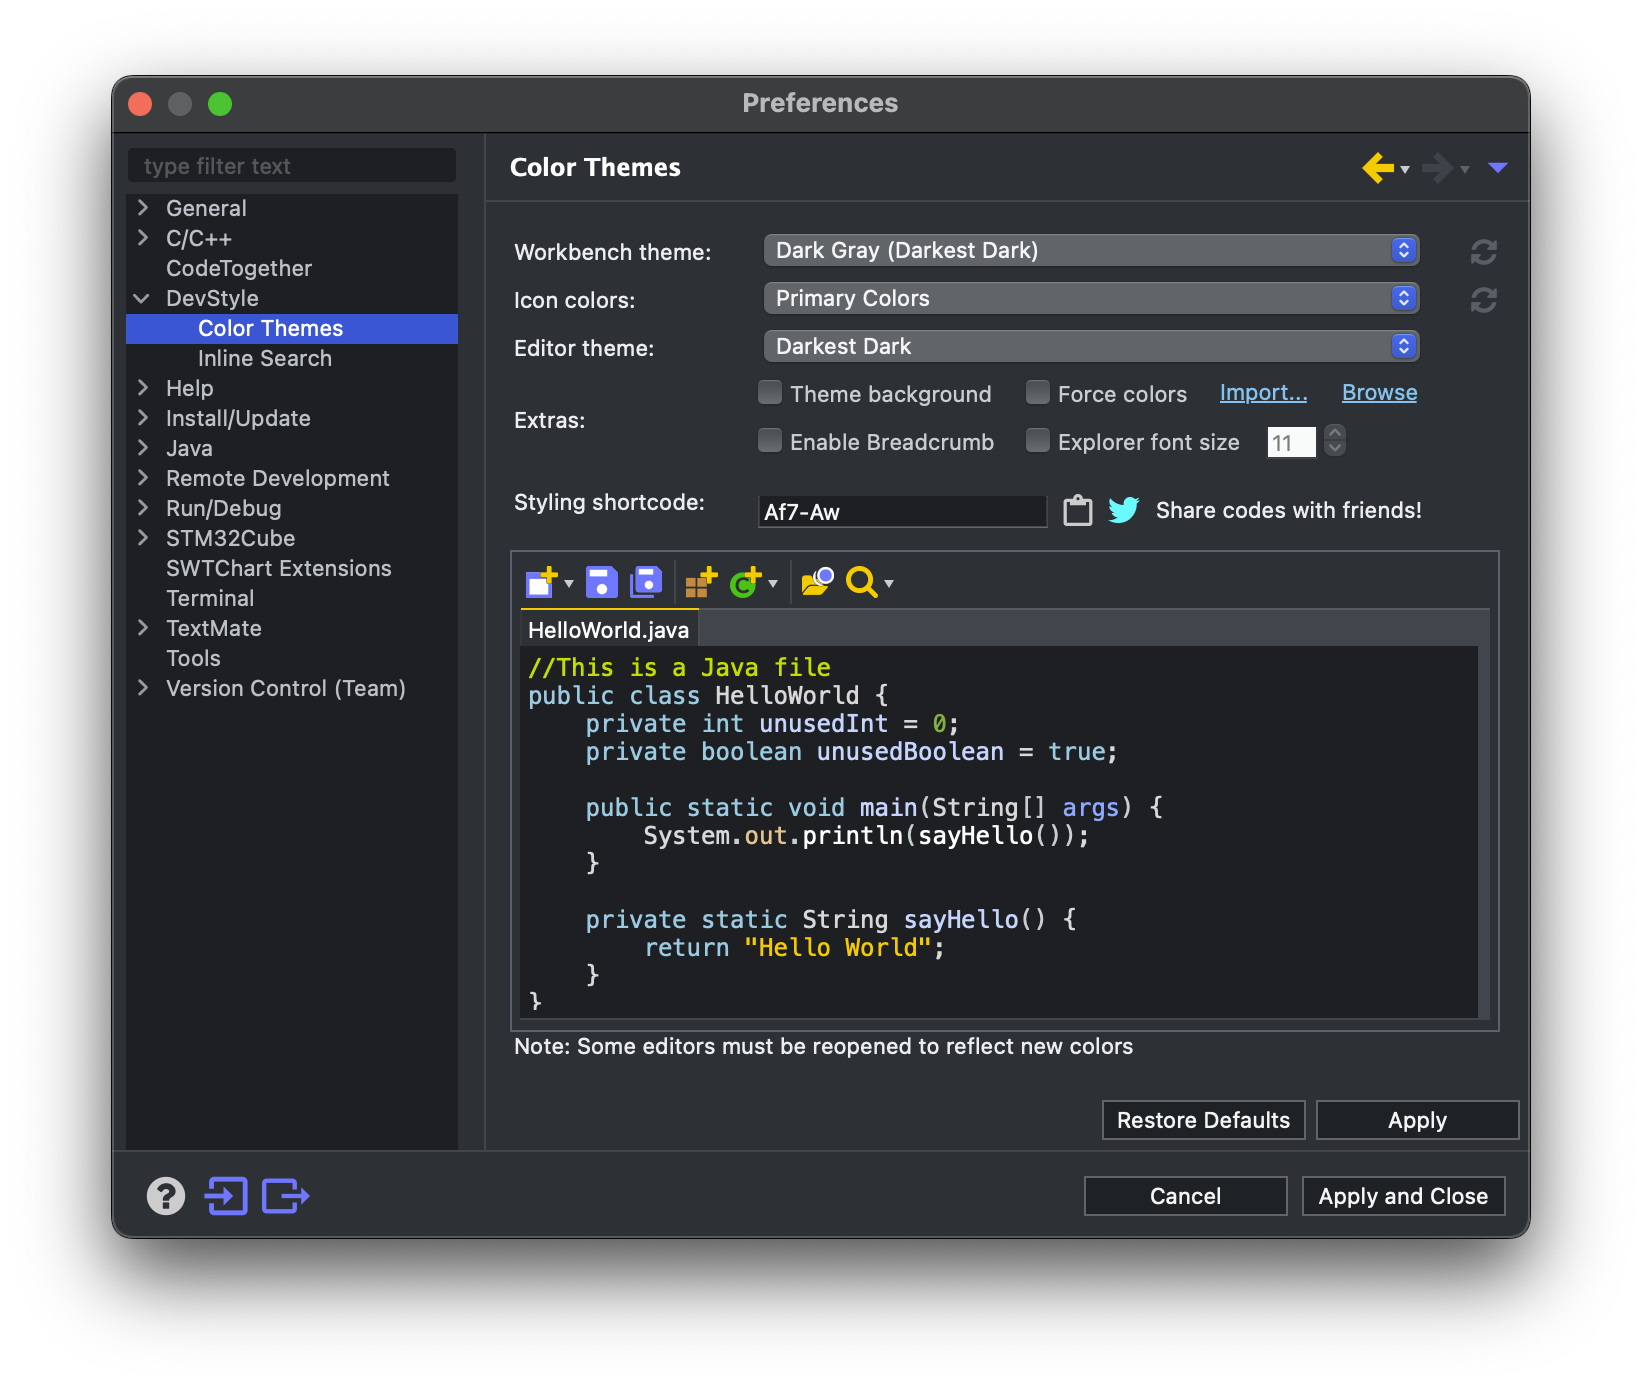 Preferences
type filter text
General
C/C++
CodeTogether
DevStyle
Color Themes
Inline Search
Help
Install/Update
Java
Remote Development
Run/Debug
STM32Cube
SWTChart Extensions
Terminal
TextMate
Tools
Version Control (Team)
Color Themes
Workbench theme: Dark Gray (Darkest Dark)
Icon colors: Primary Colors
Editor theme: Darkest Dark
Extras:
Theme background Force colors Import... Browse
Enable Breadcrumb Explorer font size 11
Styling shortcode: Af7-Aw Share codes with friends!
HelloWorld.java
//This is a Java file
public class HelloWorld {
    private int unusedInt = 0;
    private boolean unusedBoolean = true;
    public static void main(String[] args) {
        System.out.println(sayHello());
    }
    private static String sayHello() {
        return "Hello World";
    }
}
Note: Some editors must be reopened to reflect new colors
Restore Defaults Apply
Cancel Apply and Close